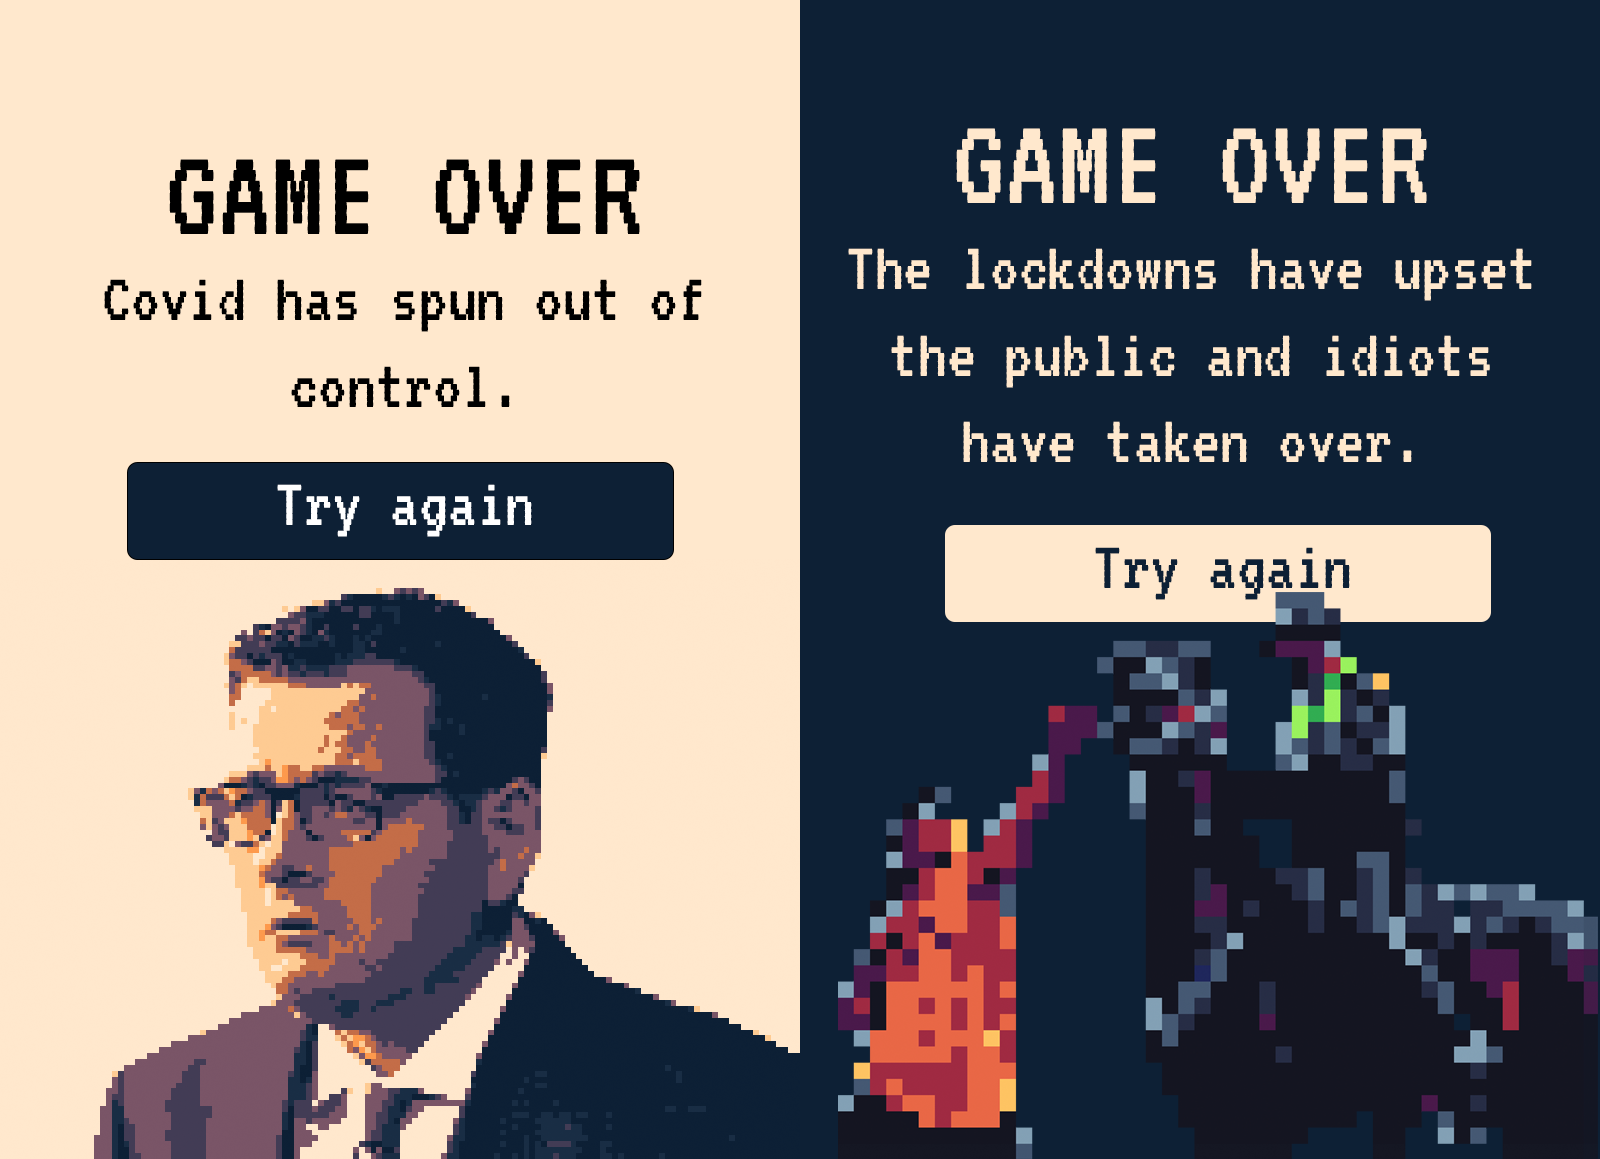 GAME OVER
Covid has spun out of
control.
Try again
GAME OVER
The lockdowns have upset
the public and idiots
have taken over.
Try again